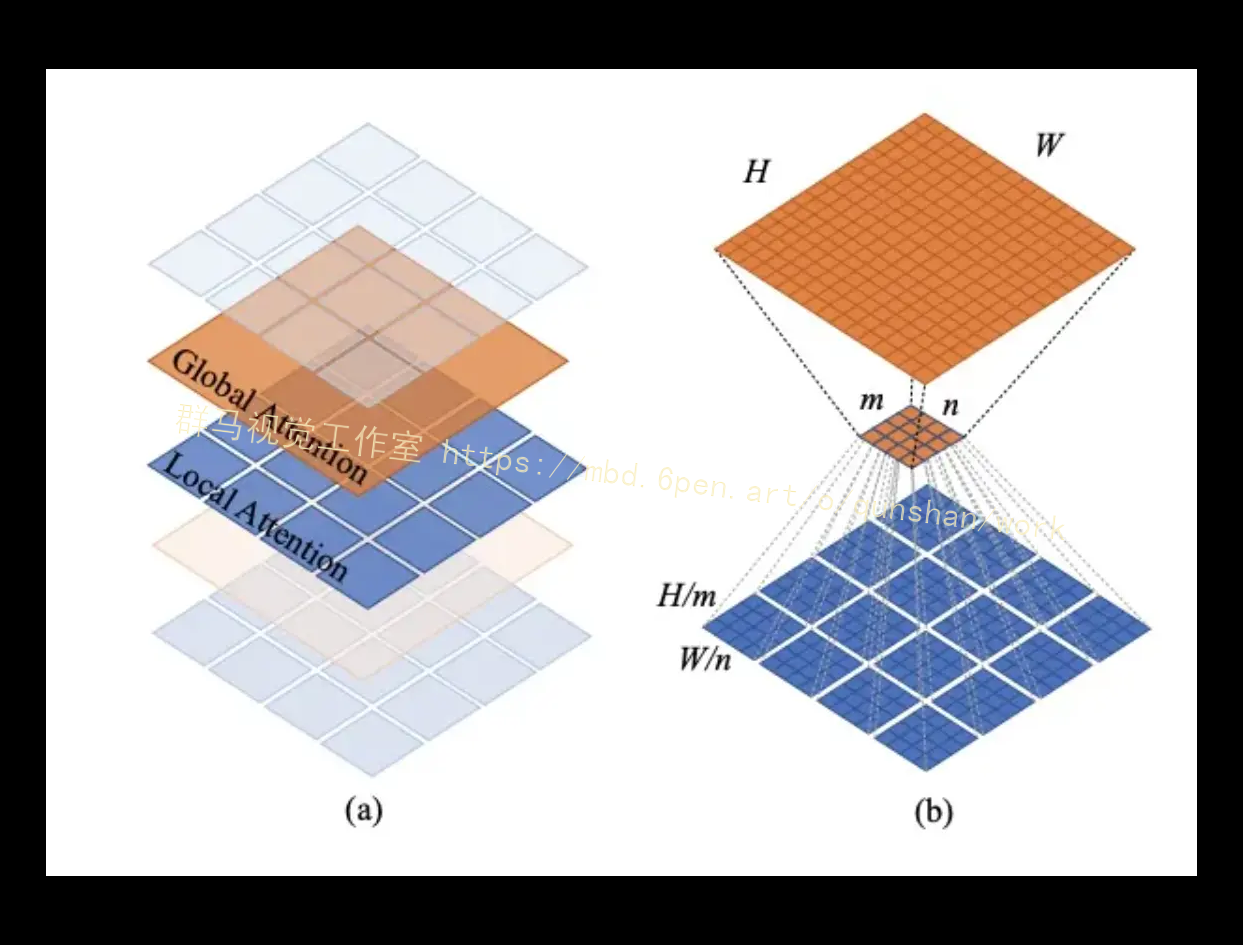 H
W
Global Attention
m
n
群马视觉工作室 https://mbd.6pen.art/o/qunshan/work
Local Attention
H/m
W/n
(a)
(b)